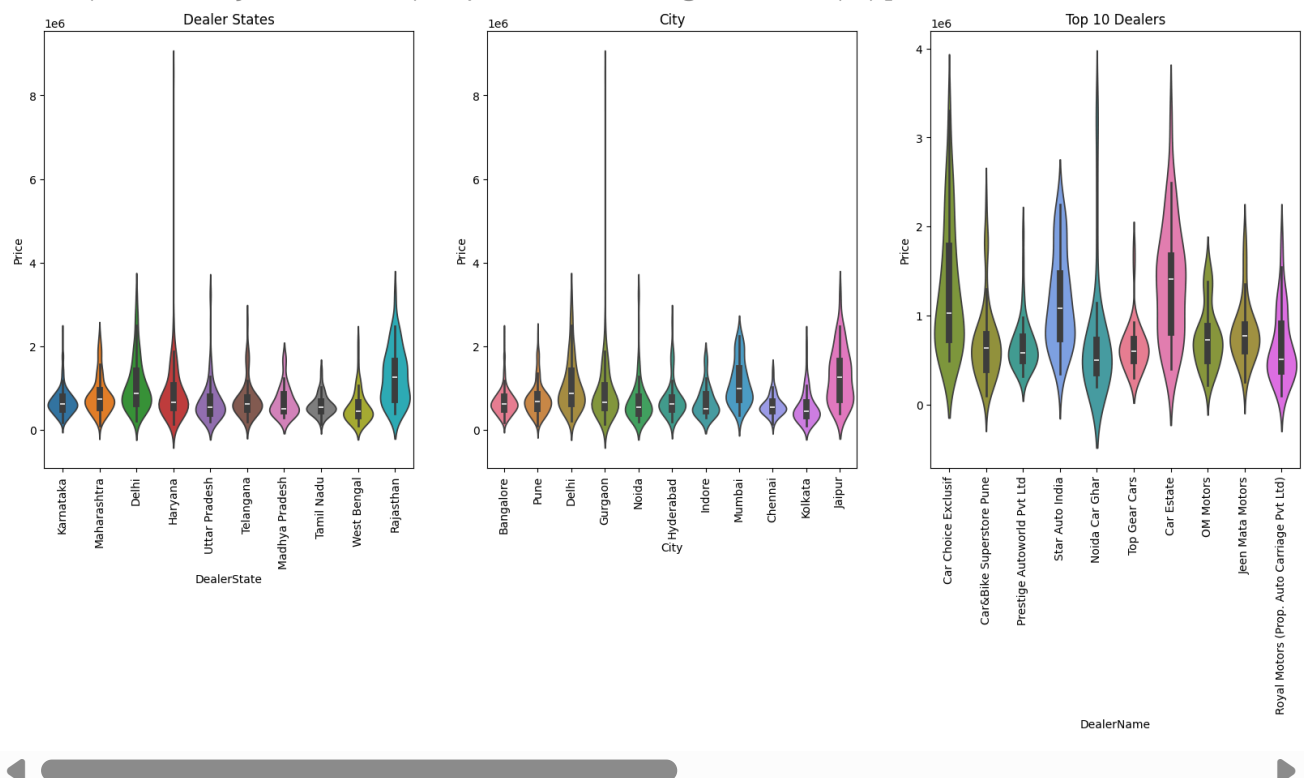 Dealer States
1e6
8
6
4
2
0
Price
Karnataka
Maharashtra
Delhi
Haryana
Uttar Pradesh
Telangana
Madhya Pradesh
Tamil Nadu
West Bengal
Rajasthan
DealerState
City
1e6
8
6
4
2
0
Price
Bangalore
Pune
Delhi
Gurgaon
Noida
Hyderabad
Indore
Mumbai
Chennai
Kolkata
Jaipur
City
Top 10 Dealers
1e6
4
3
2
1
0
Price
Car Choice Exclusif
Car&Bike Superstore Pune
Prestige Autoworld Pvt Ltd
Star Auto India
Noida Car Ghar
Top Gear Cars
Car Estate
OM Motors
Jeen Mata Motors
Royal Motors (Prop. Auto Carriage Pvt Ltd)
DealerName